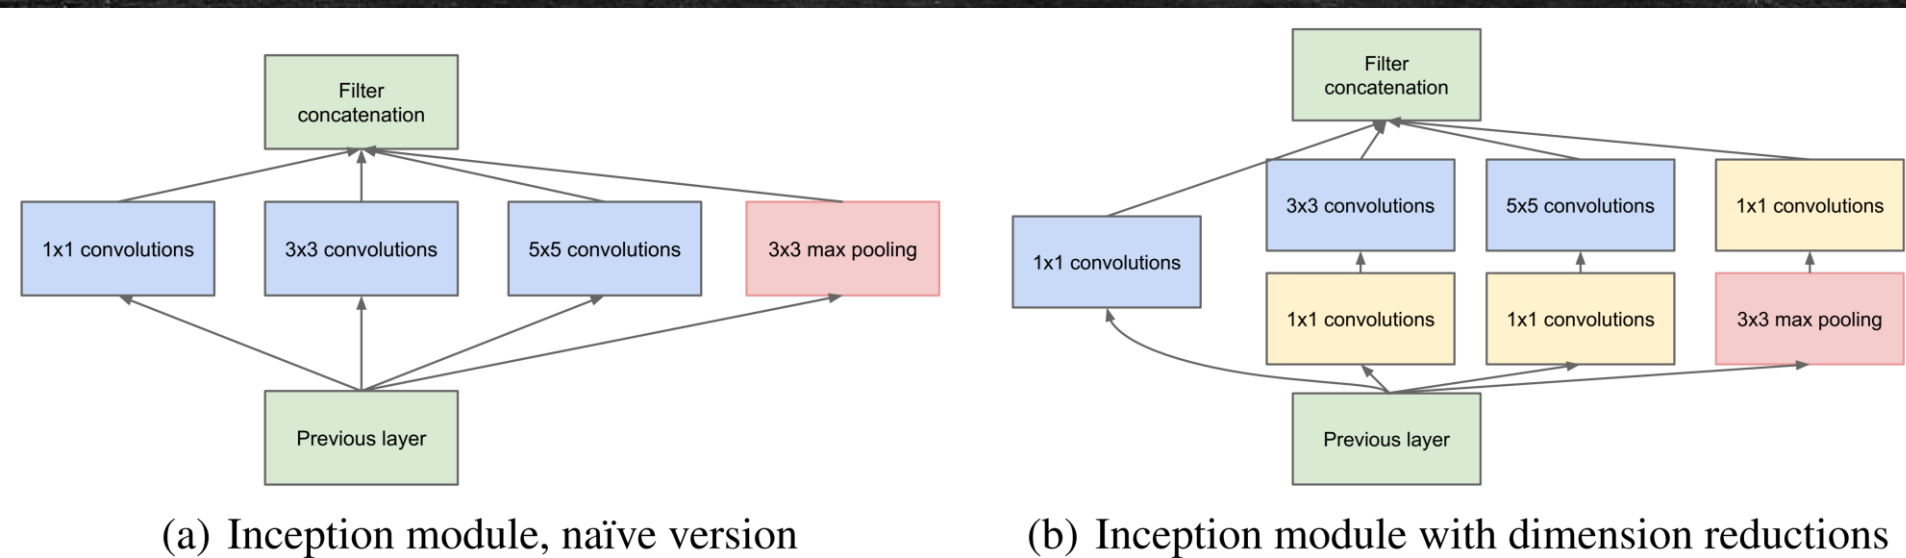 Filter
concatenation
1x1 convolutions
3x3 convolutions
5x5 convolutions
3x3 max pooling
Previous layer
(a) Inception module, naïve version
Filter
concatenation
1x1 convolutions
3x3 convolutions
5x5 convolutions
1x1 convolutions
1x1 convolutions
1x1 convolutions
3x3 max pooling
Previous layer
(b) Inception module with dimension reductions